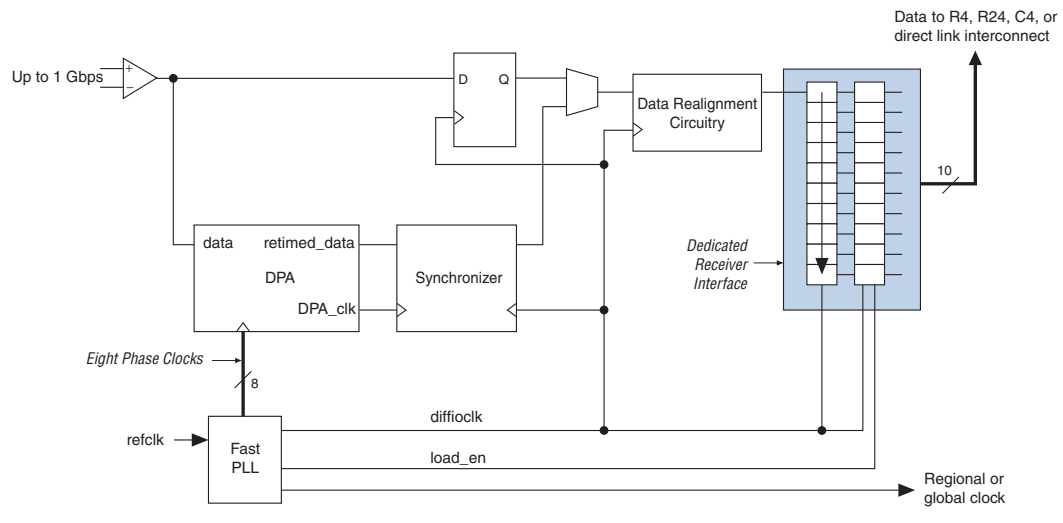 Data to R4, R24, C4, or
direct link interconnect
Up to 1 Gbps
+
−
D Q
Data Realignment
Circuitry
10
data retimed_data
DPA
DPA_clk
Synchronizer
Dedicated
Receiver
Interface
Eight Phase Clocks
8
diffioclk
refclk
Fast
PLL
load_en
Regional or
global clock